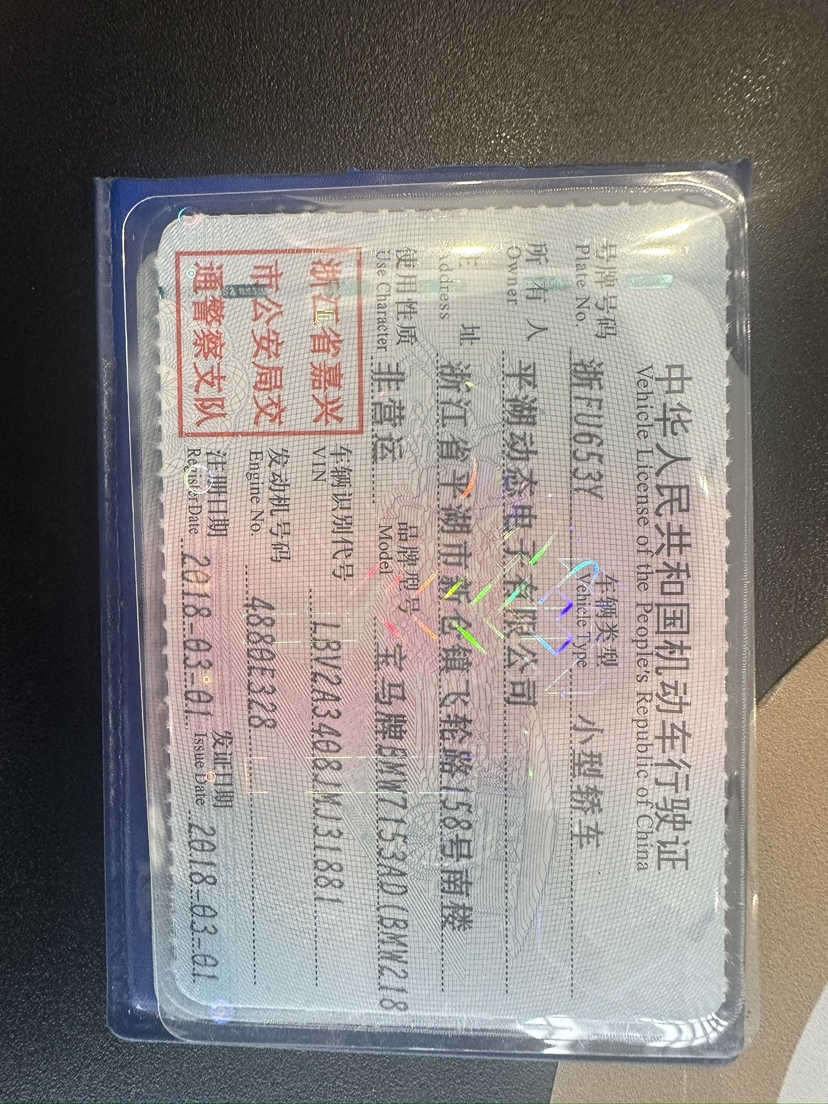 中华人民共和国机动车行驶证
Vehicle License of the People's Republic of China
号牌号码 浙FU653Y 车辆类型 小型轿车
Plate No. Vehicle Type
所有人 平湖动态电子有限公司
Owner
住址 浙江省平湖市新仓镇飞轮路158号南楼
Address
使用性质 非营运 品牌型号 宝马牌BMW7153AD(BMW218
Use Character Model
浙江省嘉兴
市公安局交
通警察支队
车辆识别代号 LBV2A3408JMJ31881
VIN
发动机号码 4880E328
Engine No.
注册日期 2018-03-01 发证日期 2018-03-01
Register Date Issue Date